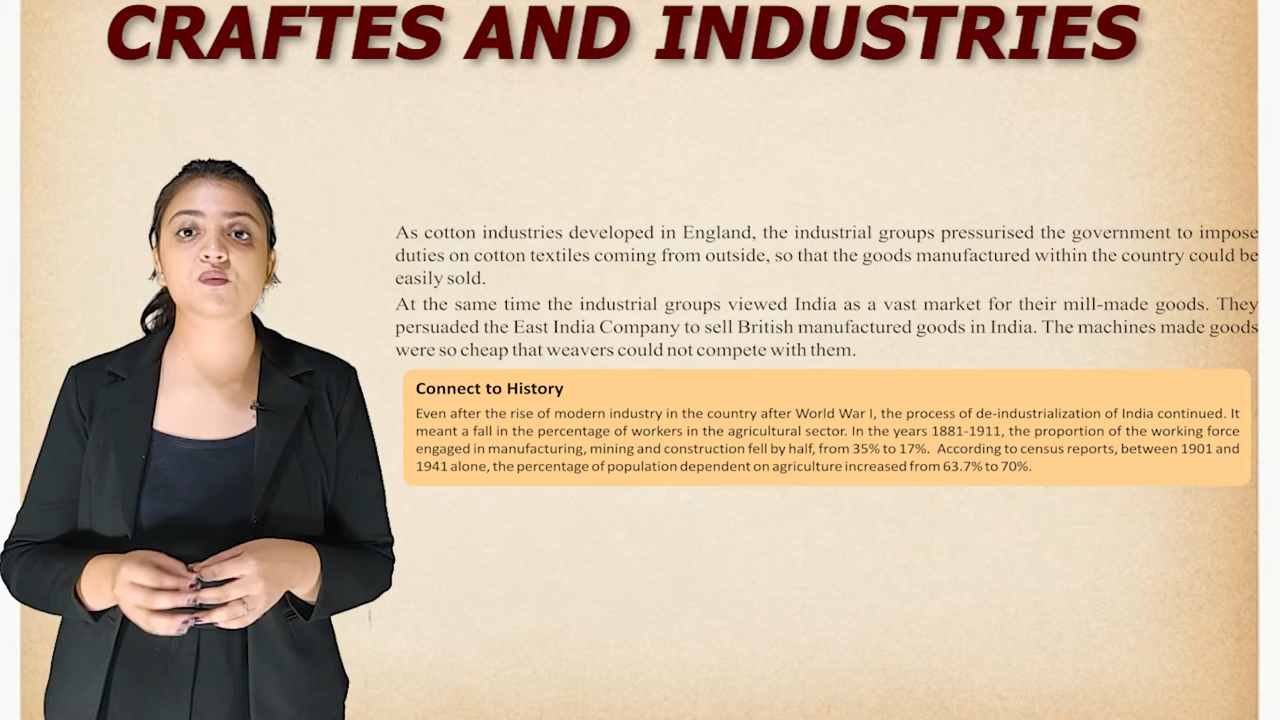 CRAFTES AND INDUSTRIES
As cotton industries developed in England, the industrial groups pressurised the government to impose
duties on cotton textiles coming from outside, so that the goods manufactured within the country could be
easily sold.
At the same time the industrial groups viewed India as a vast market for their mill-made goods. They
persuaded the East India Company to sell British manufactured goods in India. The machines made goods
were so cheap that weavers could not compete with them.
Connect to History
Even after the rise of modern industry in the country after World War I, the process of de-industrialization of India continued. It
meant a fall in the percentage of workers in the agricultural sector. In the years 1881-1911, the proportion of the working force
engaged in manufacturing, mining and construction fell by half, from 35% to 17%. According to census reports, between 1901 and
1941 alone, the percentage of population dependent on agriculture increased from 63.7% to 70%.